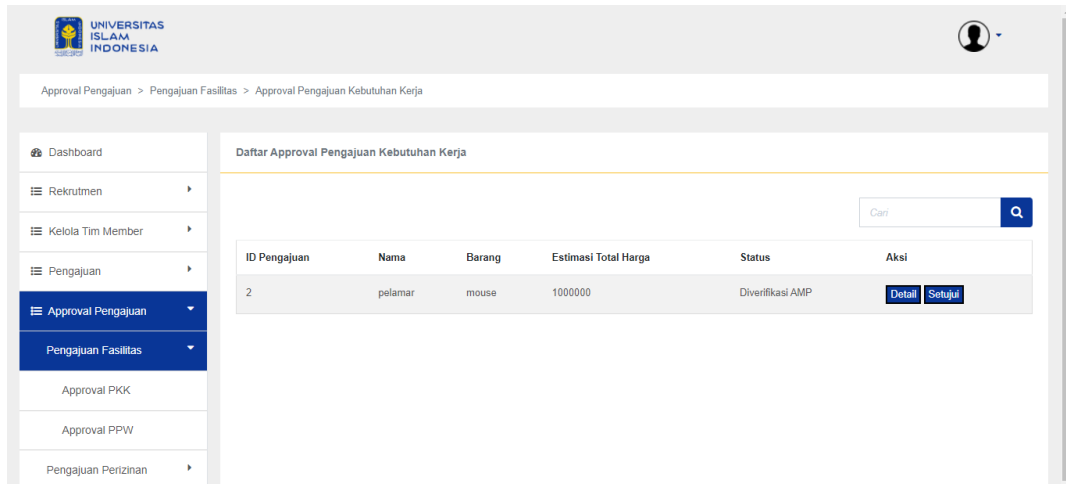 UNIVERSITAS
ISLAM
INDONESIA
Approval Pengajuan > Pengajuan Fasilitas > Approval Pengajuan Kebutuhan Kerja
Dashboard
Rekrutmen
Kelola Tim Member
Pengajuan
Approval Pengajuan
Pengajuan Fasilitas
Approval PKK
Approval PPW
Pengajuan Perizinan
Daftar Approval Pengajuan Kebutuhan Kerja
Cari
ID Pengajuan Nama Barang Estimasi Total Harga Status Aksi
2 pelamar mouse 1000000 Diverifikasi AMP Detail Setujui